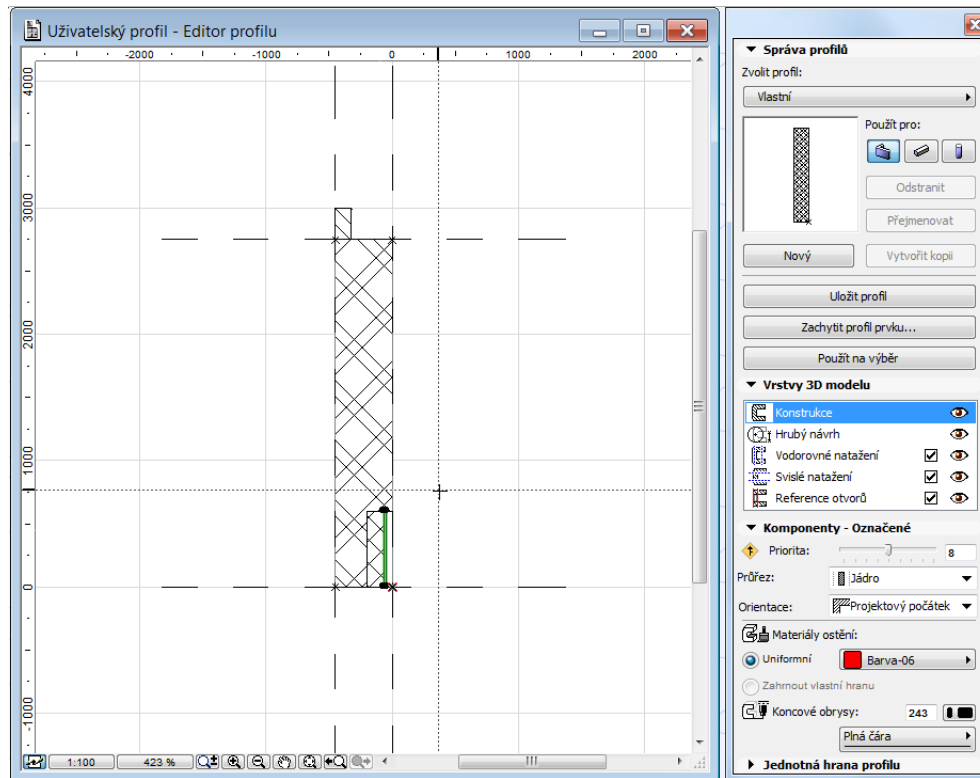 Uživatelský profil - Editor profilu
-2000 -1000 0 1000 2000
4000
3000
2000
1000
0
-1000
1:100 423 %
Správa profilů
Zvolit profil:
Vlastní
Použít pro:
Odstranit
Přejmenovat
Nový Vytvořit kopii
Uložit profil
Zachytit profil prvku...
Použít na výběr
Vrstvy 3D modelu
Konstrukce
Hrubý návrh
Vodorovné natažení
Svislé natažení
Reference otvorů
Komponenty - Označené
Priorita: 8
Průřez: Jádro
Orientace: Projektový počátek
Materiály ostění:
Uniformní Barva-06
Zahrnout vlastní hranu
Koncové obrysy: 243
Plná čára
Jednotná hrana profilu